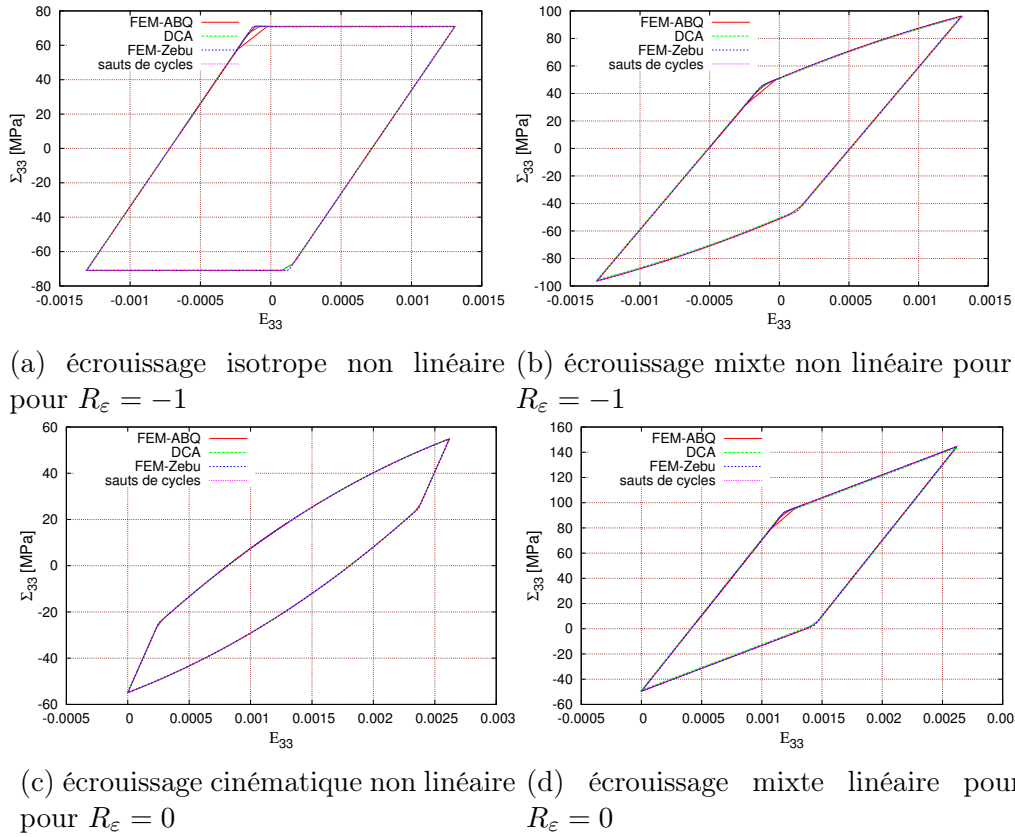 80
60
40
20
0
-20
-40
-60
-80
Σ33 [MPa]
FEM-ABQ
DCA
FEM-Zebu
sauts de cycles
-0.0015 -0.001 -0.0005 0 0.0005 0.001 0.0015
E33
100
80
60
40
20
0
-20
-40
-60
-80
-100
Σ33 [MPa]
FEM-ABQ
DCA
FEM-Zebu
sauts de cycles
-0.0015 -0.001 -0.0005 0 0.0005 0.001 0.0015
E33
(a) écrouissage isotrope non linéaire
pour Rε = −1
(b) écrouissage mixte non linéaire pour
Rε = −1
60
40
20
0
-20
-40
-60
Σ33 [MPa]
FEM-ABQ
DCA
FEM-Zebu
sauts de cycles
-0.0005 0 0.0005 0.001 0.0015 0.002 0.0025 0.003
E33
160
140
120
100
80
60
40
20
0
-20
-40
-60
Σ33 [MPa]
FEM-ABQ
DCA
FEM-Zebu
sauts de cycles
-0.0005 0 0.0005 0.001 0.0015 0.002 0.0025 0.003
E33
(c) écrouissage cinématique non linéaire
pour Rε = 0
(d) écrouissage mixte linéaire pour
Rε = 0